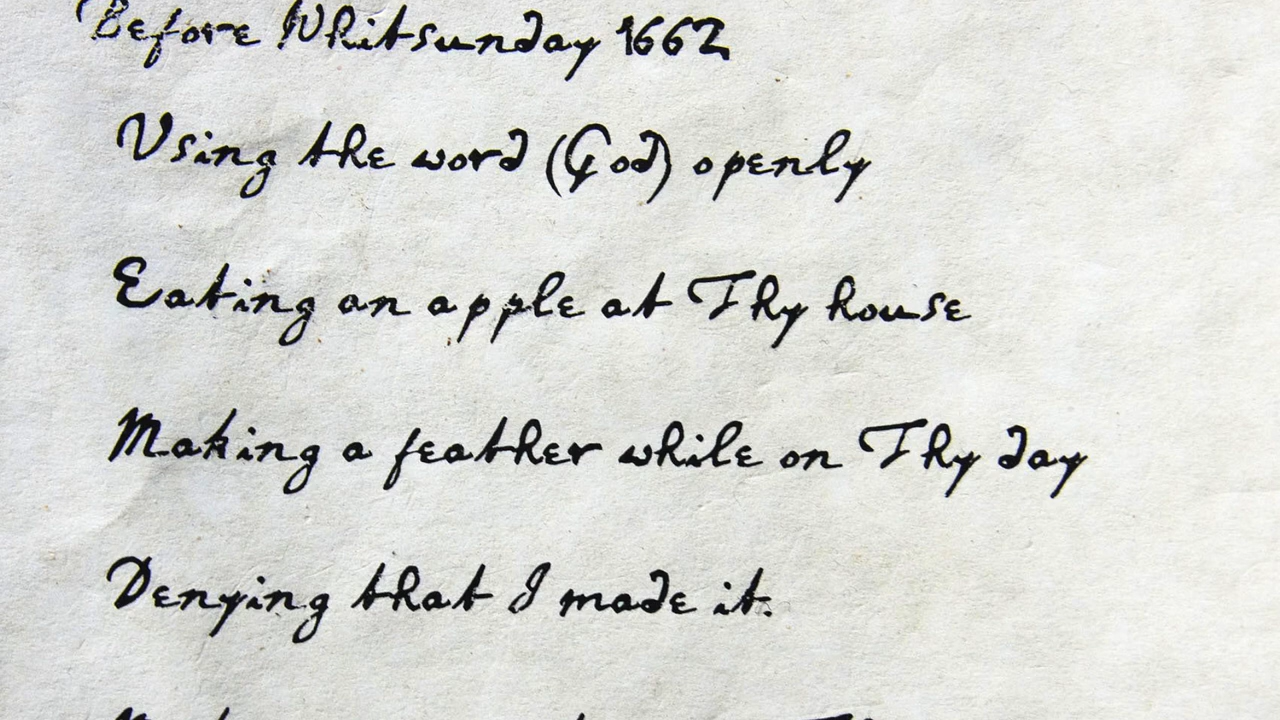 Before Whitsunday 1662
Using the word (God) openly
Eating an apple at Thy house
Making a feather while on Thy day
Denying that I made it.